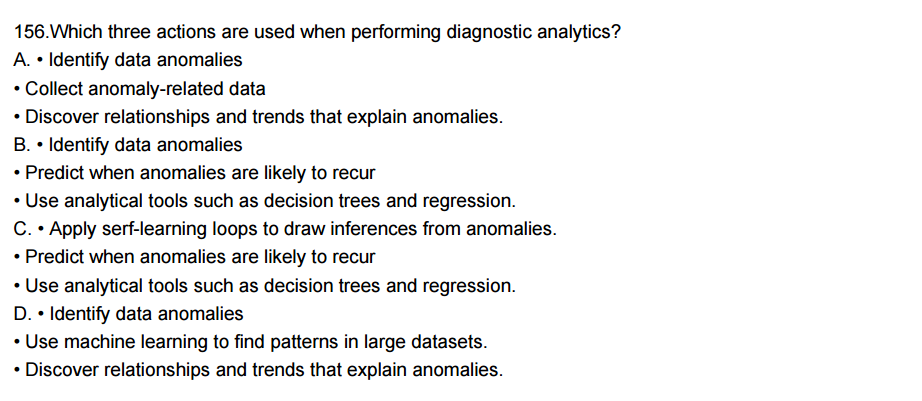 156.Which three actions are used when performing diagnostic analytics?
A. • Identify data anomalies
• Collect anomaly-related data
• Discover relationships and trends that explain anomalies.
B. • Identify data anomalies
• Predict when anomalies are likely to recur
• Use analytical tools such as decision trees and regression.
C. • Apply serf-learning loops to draw inferences from anomalies.
• Predict when anomalies are likely to recur
• Use analytical tools such as decision trees and regression.
D. • Identify data anomalies
• Use machine learning to find patterns in large datasets.
• Discover relationships and trends that explain anomalies.